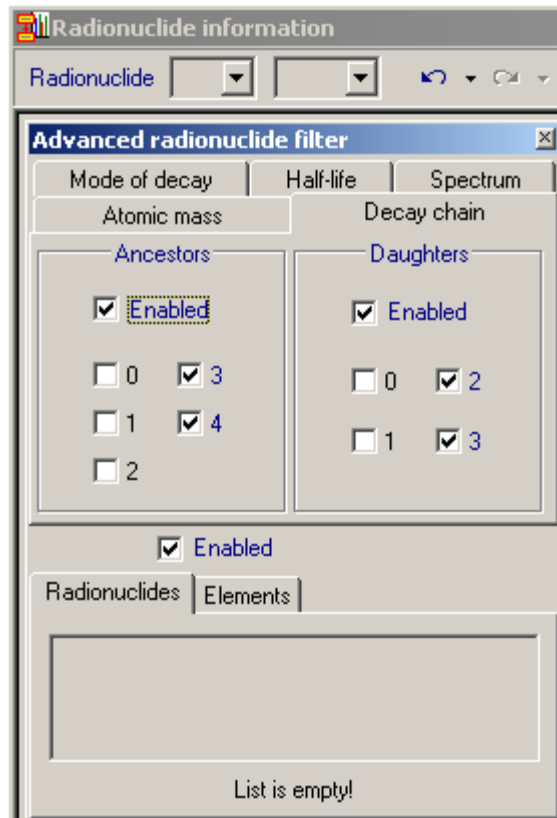 Radionuclide information
Radionuclide
Advanced radionuclide filter
Mode of decay Half-life Spectrum
Atomic mass Decay chain
Ancestors Daughters
Enabled Enabled
0 3 0 2
1 4 1 3
2
Enabled
Radionuclides Elements
List is empty!